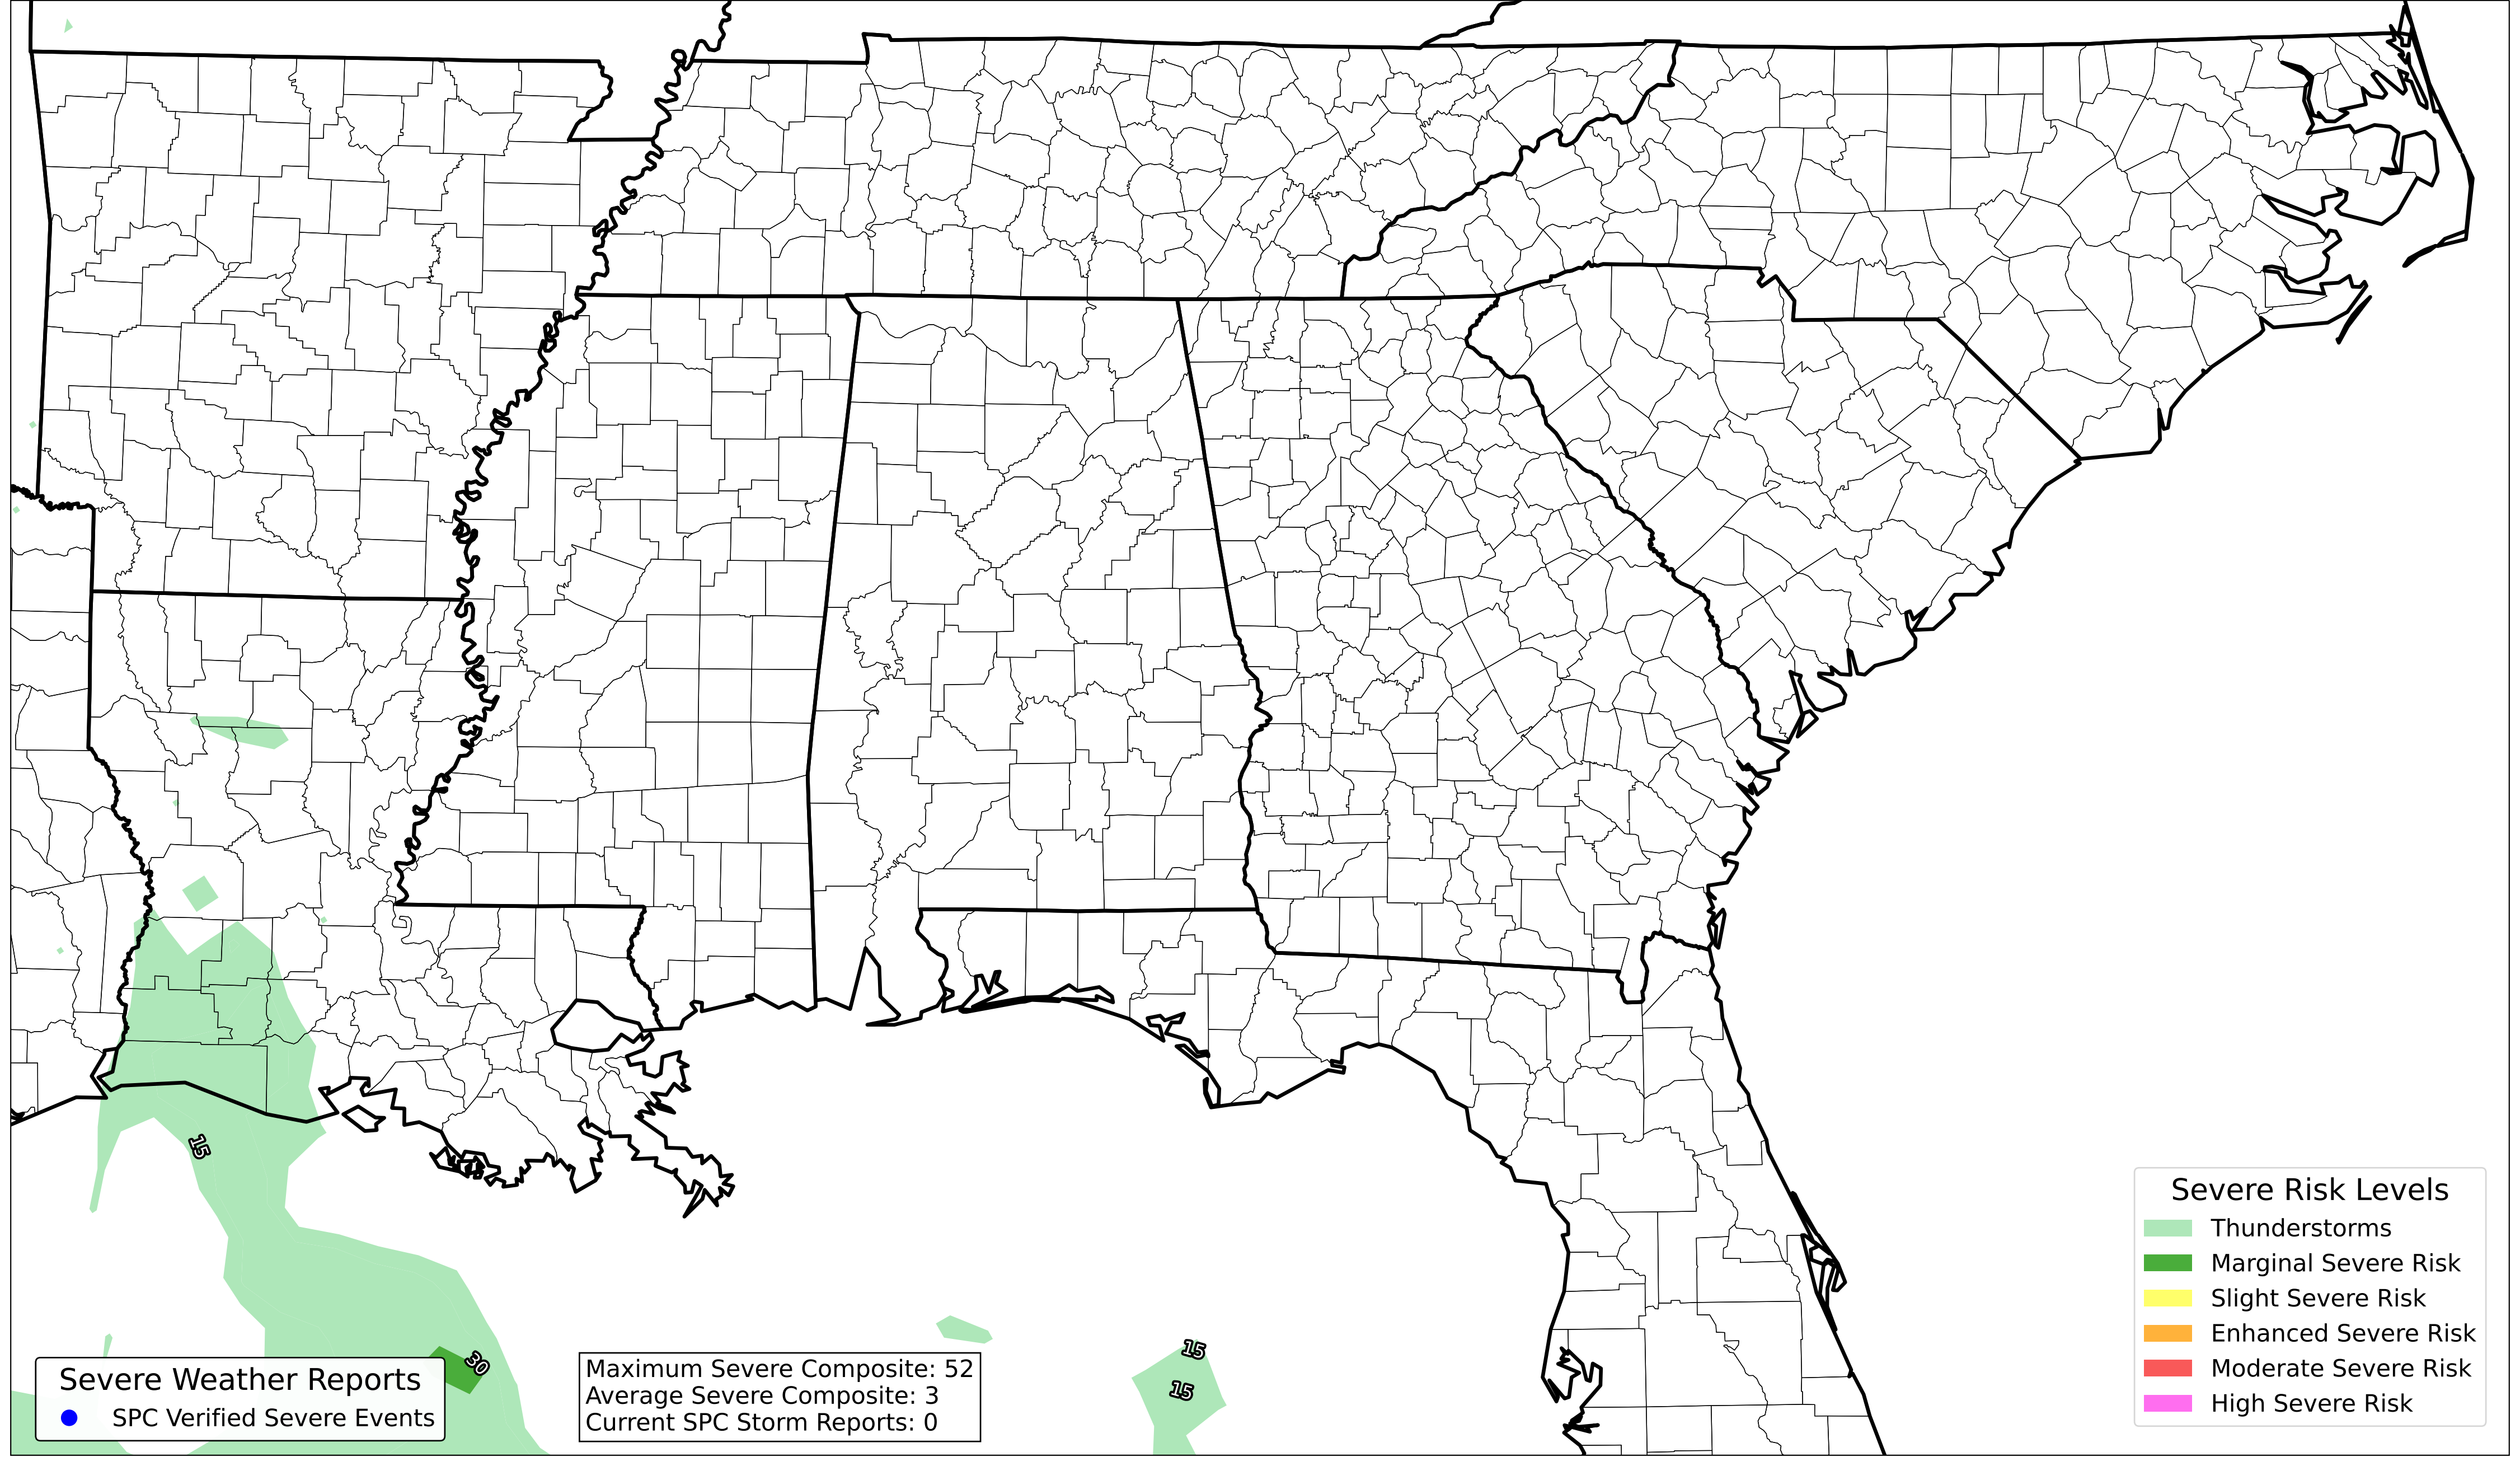 15
15
30
15
Severe Weather Reports
SPC Verified Severe Events
Maximum Severe Composite: 52
Average Severe Composite: 3
Current SPC Storm Reports: 0
Severe Risk Levels
Thunderstorms
Marginal Severe Risk
Slight Severe Risk
Enhanced Severe Risk
Moderate Severe Risk
High Severe Risk